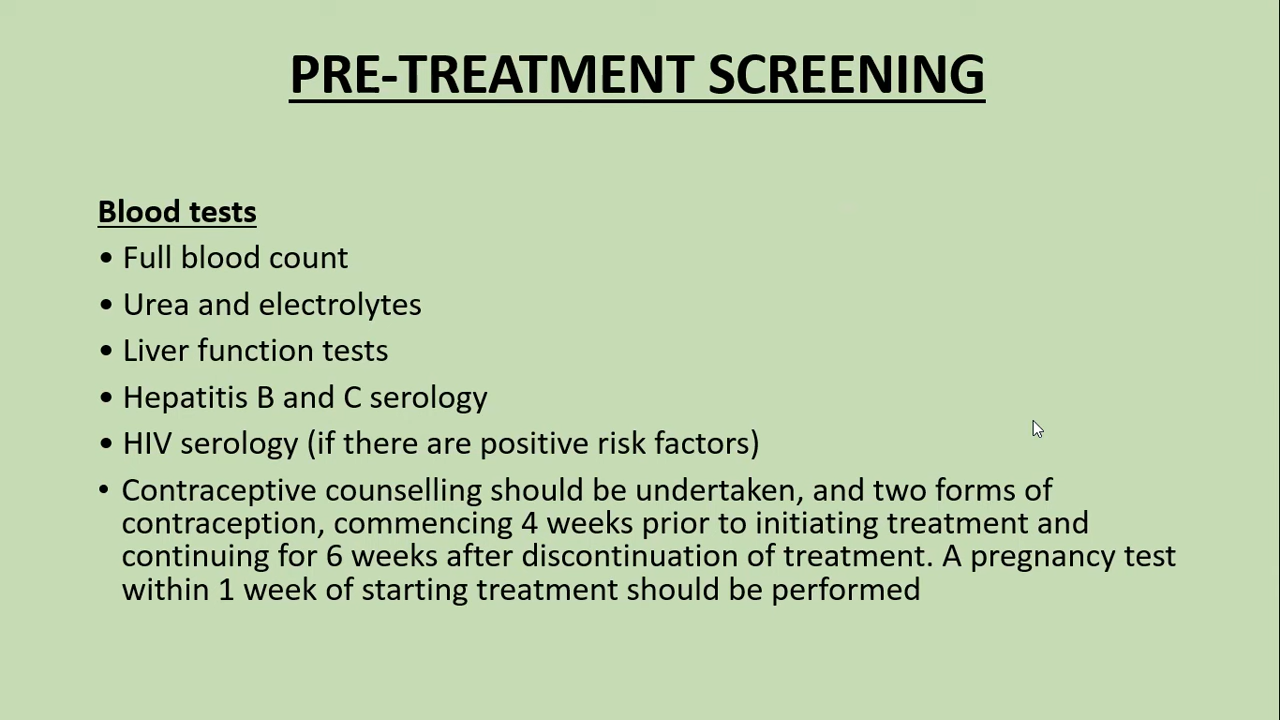 PRE-TREATMENT SCREENING
Blood tests
• Full blood count
• Urea and electrolytes
• Liver function tests
• Hepatitis B and C serology
• HIV serology (if there are positive risk factors)
• Contraceptive counselling should be undertaken, and two forms of
contraception, commencing 4 weeks prior to initiating treatment and
continuing for 6 weeks after discontinuation of treatment. A pregnancy test
within 1 week of starting treatment should be performed